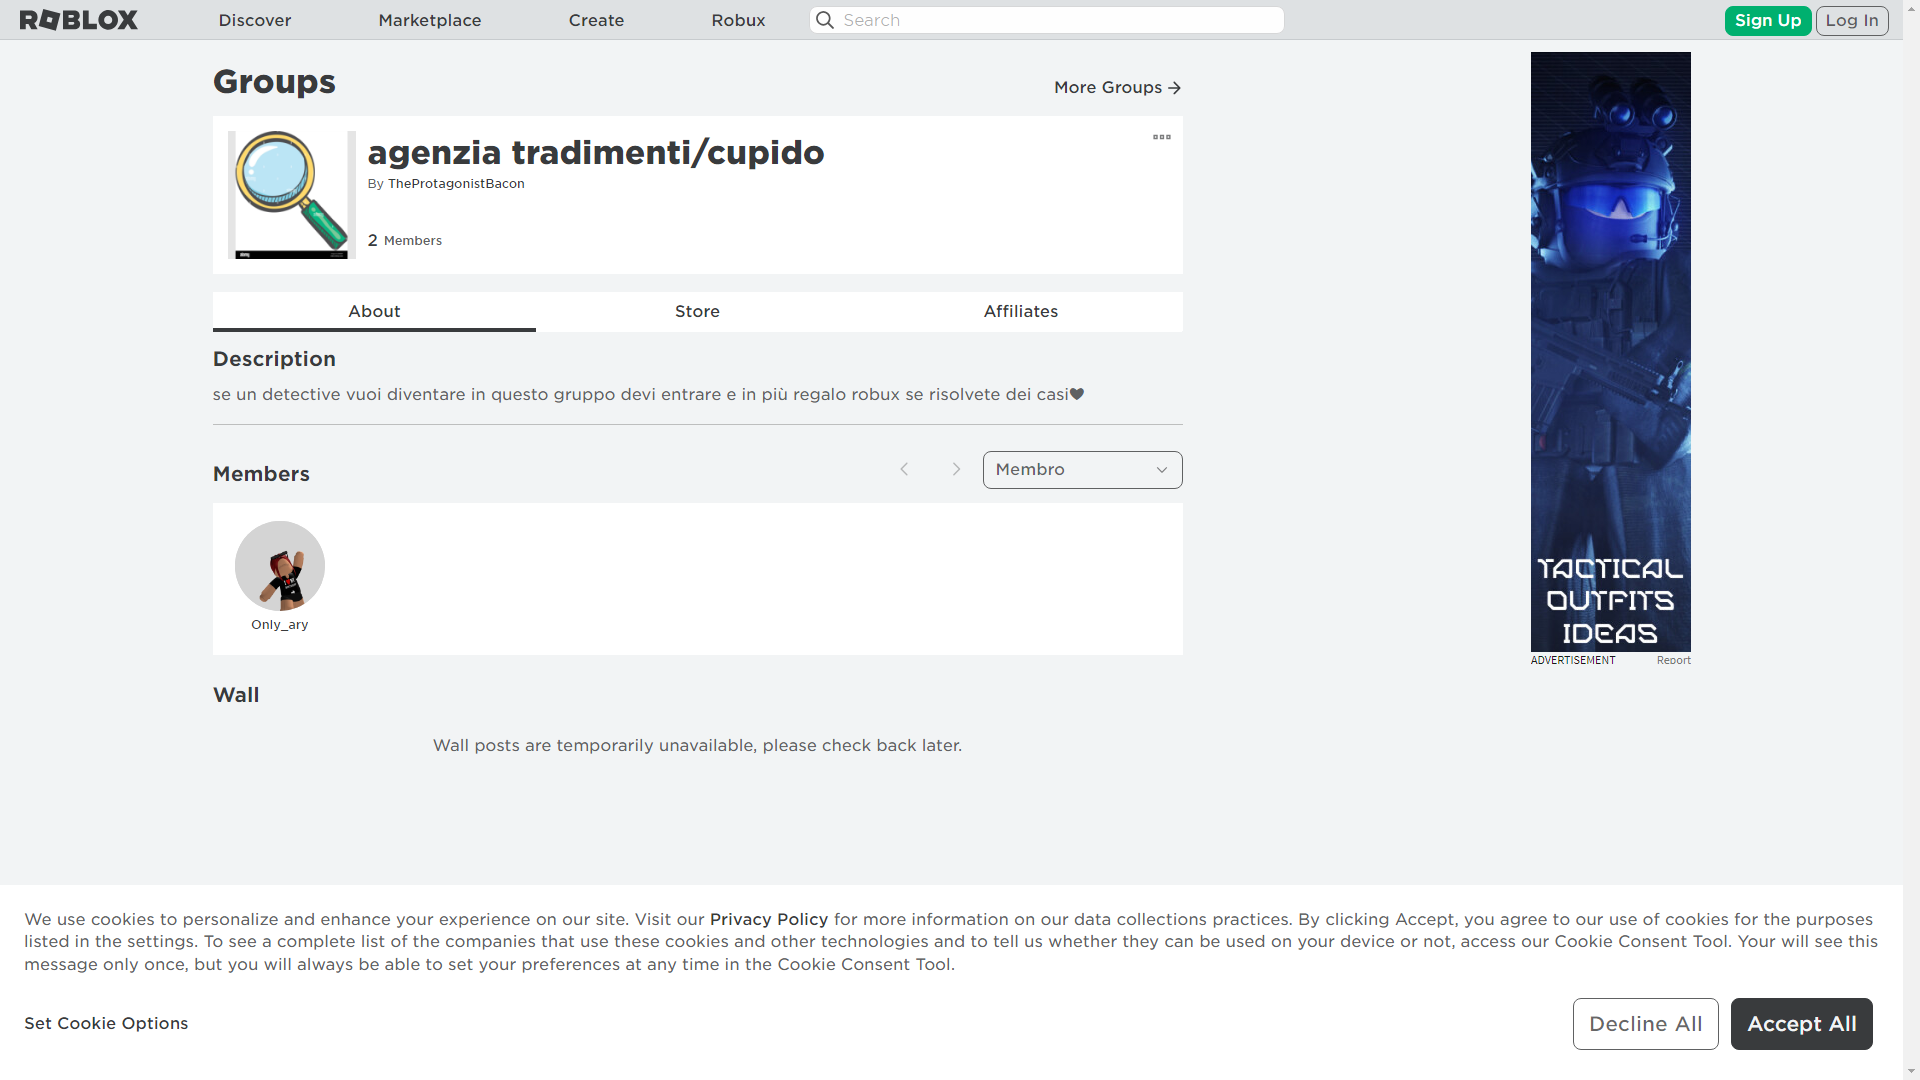 ROBLOX
Discover
Marketplace
Create
Robux
Search
Sign Up
Log In
Groups
More Groups
agenzia tradimenti/cupido
By TheProtagonistBacon
2 Members
About
Store
Affiliates
Description
se un detective vuoi diventare in questo gruppo devi entrare e in più regalo robux se risolvete dei casi♥
Members
Membro
Only_ary
Wall
Wall posts are temporarily unavailable, please check back later.
TACTICAL
OUTFITS
IDEAS
ADVERTISEMENT
Report
We use cookies to personalize and enhance your experience on our site. Visit our Privacy Policy for more information on our data collections practices. By clicking Accept, you agree to our use of cookies for the purposes
listed in the settings. To see a complete list of the companies that use these cookies and other technologies and to tell us whether they can be used on your device or not, access our Cookie Consent Tool. Your will see this
message only once, but you will always be able to set your preferences at any time in the Cookie Consent Tool.
Set Cookie Options
Decline All
Accept All